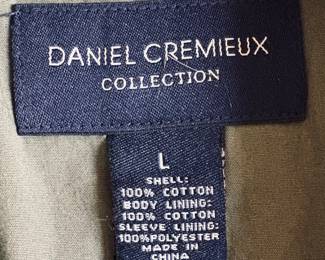 DANIEL CREMIEUX
COLLECTION
L
SHELL:
100% COTTON
BODY LINING:
100% COTTON
SLEEVE LINING:
100%POLYESTER
MADE IN
CHINA